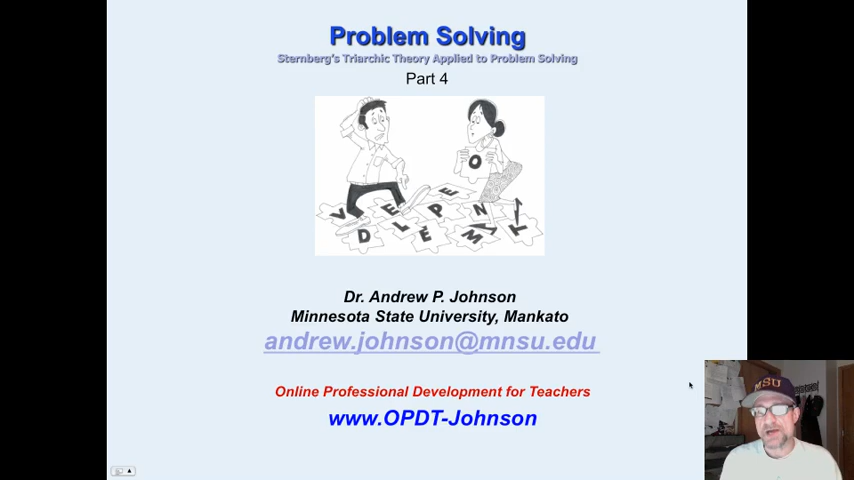 Problem Solving
Sternberg's Triarchic Theory Applied to Problem Solving
Part 4
O
V E P E N
D L E M T
Dr. Andrew P. Johnson
Minnesota State University, Mankato
andrew.johnson@mnsu.edu
Online Professional Development for Teachers
www.OPDT-Johnson
MSU